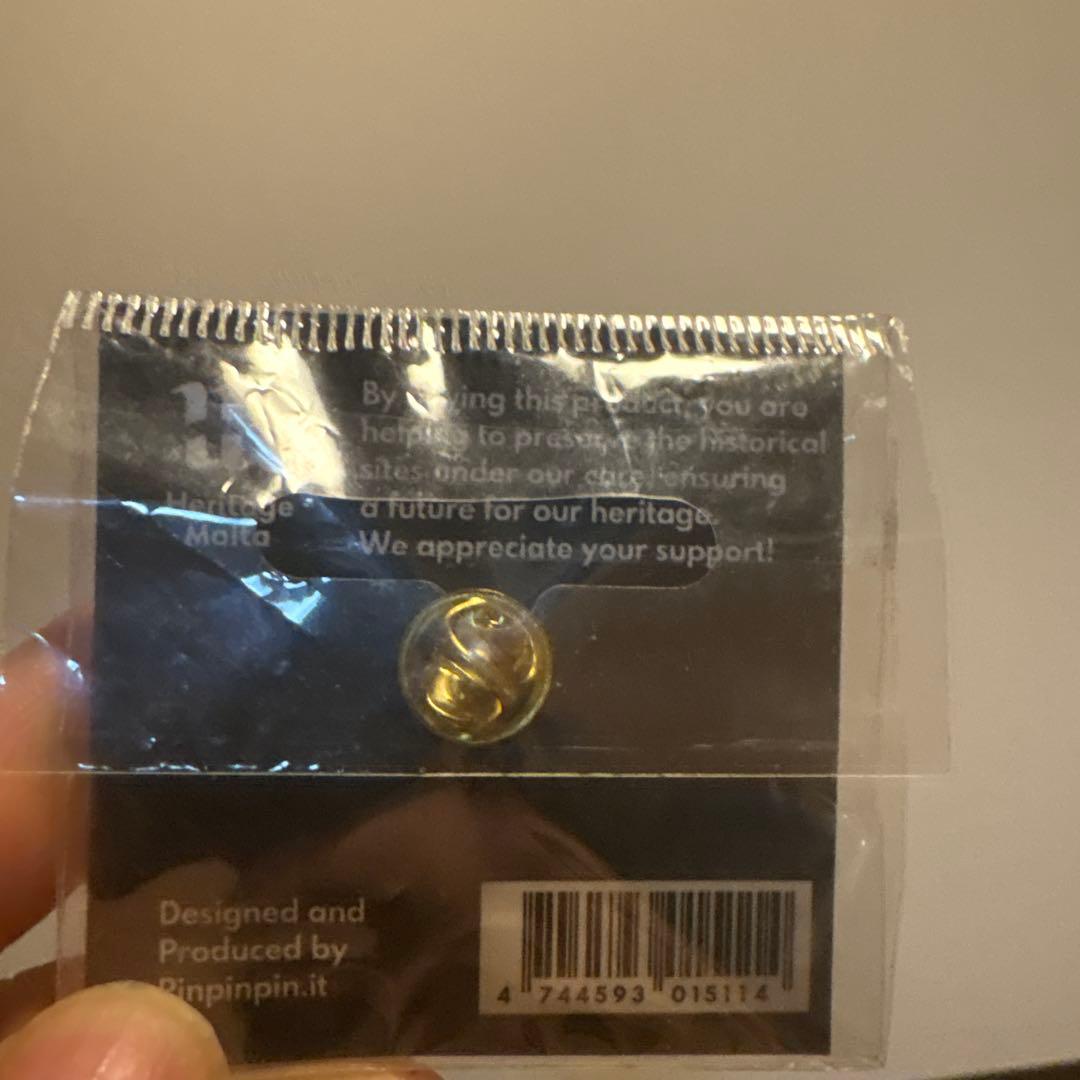 Heritage
Malta
By buying this product, you are
helping to preserve the historical
sites under our care, ensuring
a future for our heritage.
We appreciate your support!
Designed and
Produced by
Pinpinpin.it
4 744593 015114